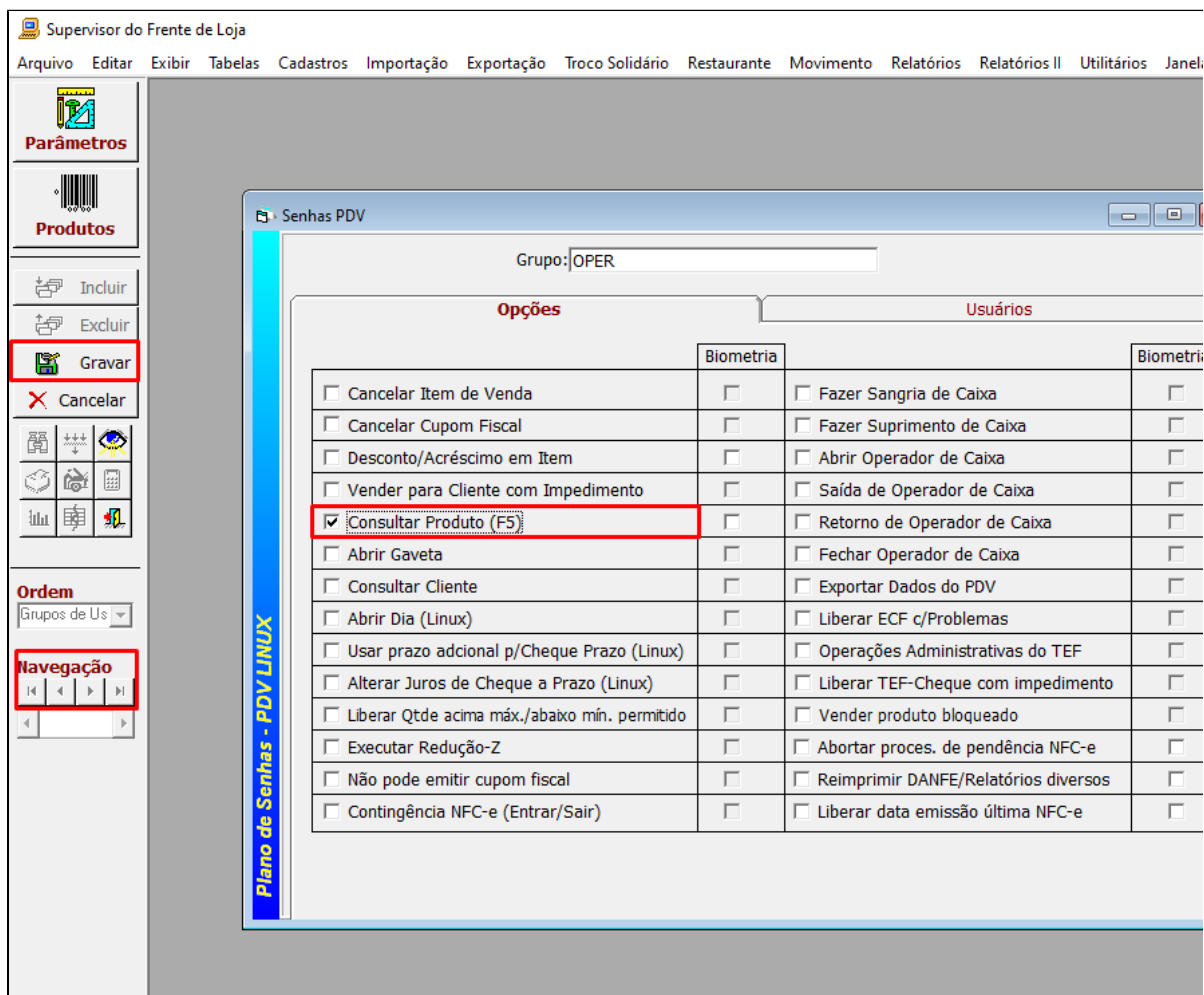 Supervisor do Frente de Loja
Arquivo Editar Exibir Tabelas Cadastros Importação Exportação Troco Solidário Restaurante Movimento Relatórios Relatórios II Utilitários Janel
Parâmetros
Produtos
Incluir
Excluir
Gravar
Cancelar
Ordem
Grupos de Us
Navegação
Senhas PDV
Plano de Senhas - PDV LINUX
Grupo: OPER
Opções Usuários
Biometria Biometria
Cancelar Item de Venda Fazer Sangria de Caixa
Cancelar Cupom Fiscal Fazer Suprimento de Caixa
Desconto/Acréscimo em Item Abrir Operador de Caixa
Vender para Cliente com Impedimento Saída de Operador de Caixa
Consultar Produto (F5) Retorno de Operador de Caixa
Abrir Gaveta Fechar Operador de Caixa
Consultar Cliente Exportar Dados do PDV
Abrir Dia (Linux) Liberar ECF c/Problemas
Usar prazo adcional p/Cheque Prazo (Linux) Operações Administrativas do TEF
Alterar Juros de Cheque a Prazo (Linux) Liberar TEF-Cheque com impedimento
Liberar Qtde acima máx./abaixo mín. permitido Vender produto bloqueado
Executar Redução-Z Abortar proces. de pendência NFC-e
Não pode emitir cupom fiscal Reimprimir DANFE/Relatórios diversos
Contingência NFC-e (Entrar/Sair) Liberar data emissão última NFC-e